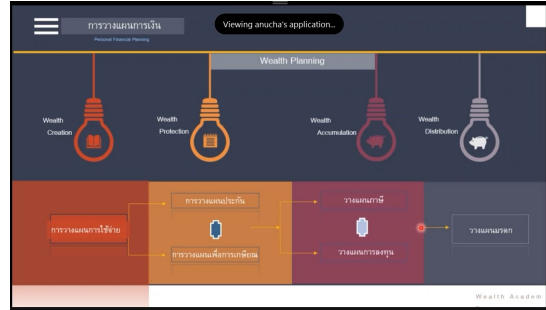 การวางแผนการเงิน
Personal Financial Planning
Viewing anucha's application...
Wealth Planning
Wealth
Creation
Wealth
Protection
Wealth
Accumulation
Wealth
Distribution
การวางแผนประกัน
วางแผนภาษี
การวางแผนการใช้จ่าย
วางแผนมรดก
การวางแผนเพื่อการเกษียณ
วางแผนการลงทุน
Wealth Academ